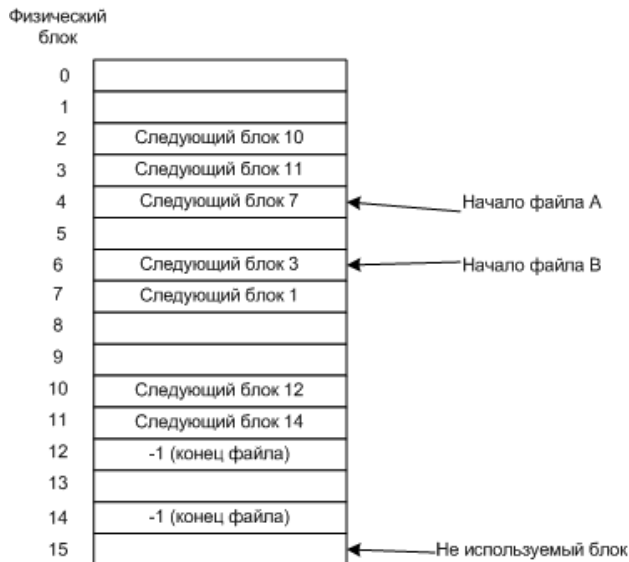 Физический
блок
0
1
2 Следующий блок 10
3 Следующий блок 11
4 Следующий блок 7 Начало файла А
5
6 Следующий блок 3 Начало файла В
7 Следующий блок 1
8
9
10 Следующий блок 12
11 Следующий блок 14
12 -1 (конец файла)
13
14 -1 (конец файла)
15 Не используемый блок